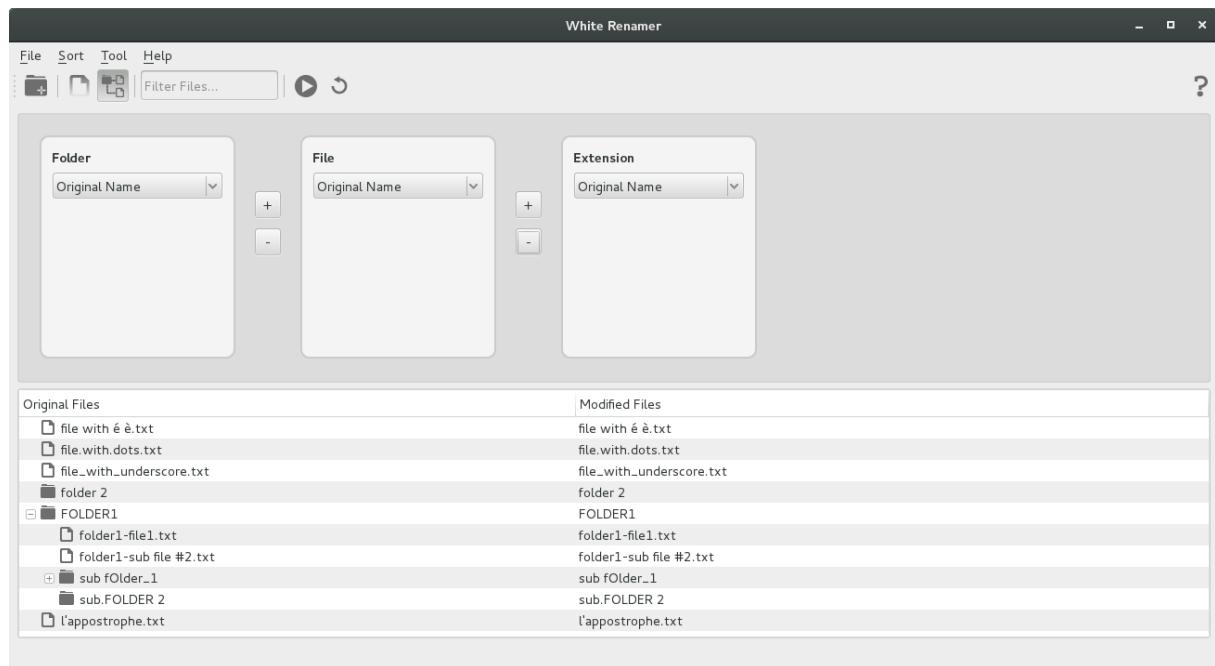 White Renamer
File Sort Tool Help
Filter Files...
?
Folder File Extension
Original Name Original Name Original Name
+ +
- -
Original Files Modified Files
file with é è.txt file with é è.txt
file.with.dots.txt file.with.dots.txt
file_with_underscore.txt file_with_underscore.txt
folder 2 folder 2
FOLDER1 FOLDER1
folder1-file1.txt folder1-file1.txt
folder1-sub file #2.txt folder1-sub file #2.txt
sub fOlder_1 sub fOlder_1
sub.FOLDER 2 sub.FOLDER 2
l'appostrophe.txt l'appostrophe.txt